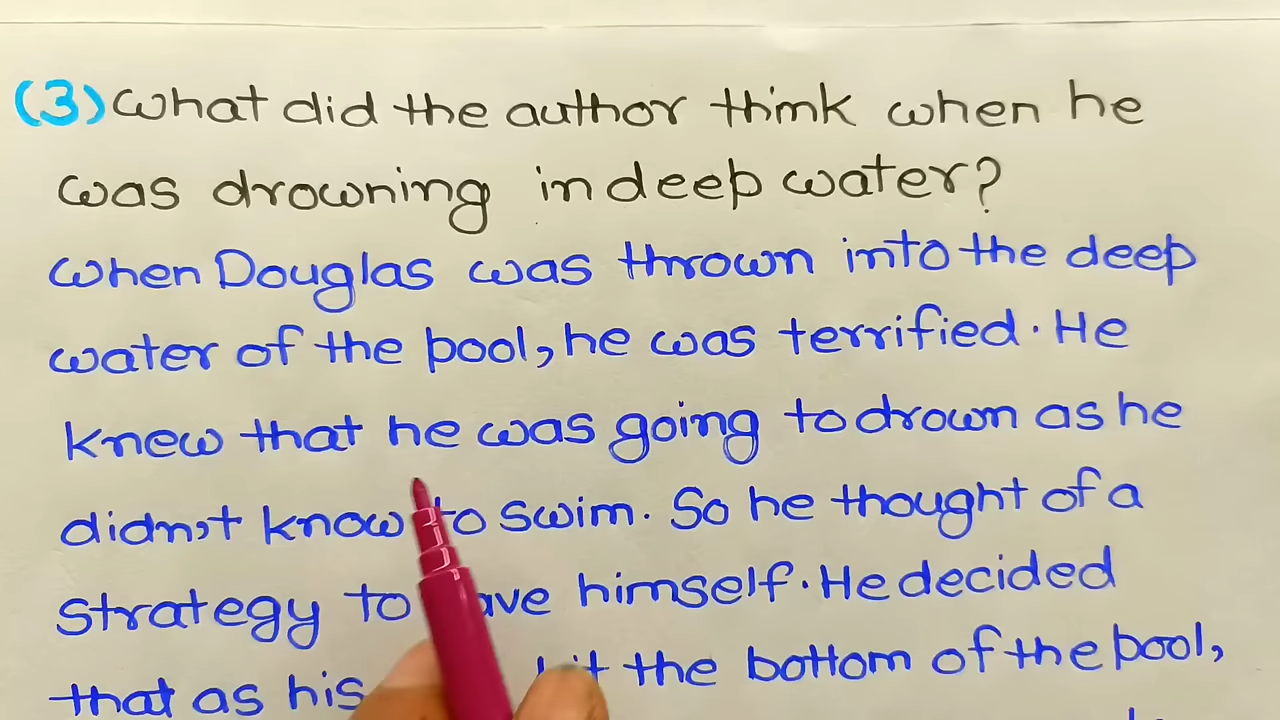 (3) What did the author think when he
was drowning in deep water?
When Douglas was thrown into the deep
water of the pool, he was terrified. He
knew that he was going to drown as he
didn't know to swim. So he thought of a
strategy to himself. He decided
that as his the bottom of the pool,